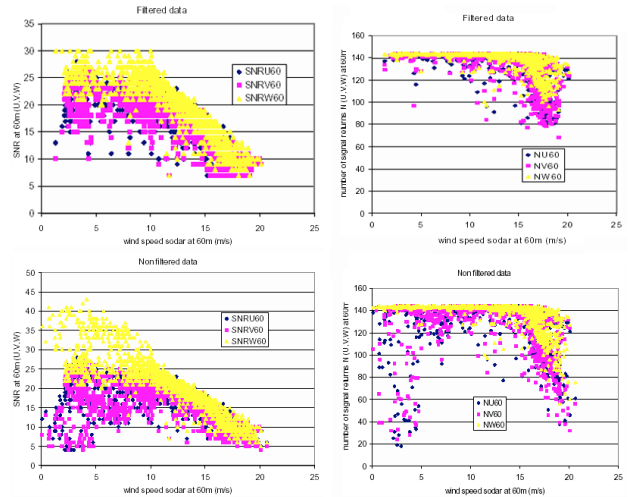 Filtered data
SNR at 60m (U,V,W)
35
30
25
20
15
10
5
0
0 5 10 15 20 25
wind speed sodar at 60m (m/s)
SNRU60
SNRV60
SNRW60
Filtered data
number of signal returns N (U,V,W) at 60m
160
140
120
100
80
60
40
20
0
0 5 10 15 20 25
wind speed sodar at 60m (m/s)
NU60
NV60
NW60
Nonfiltered data
SNR at 60m (U,V,W)
50
45
40
35
30
25
20
15
10
5
0
0 5 10 15 20 25
wind speed sodar at 60m (m/s)
SNRU60
SNRV60
SNRW60
Nonfiltered data
number of signal returns N (U,V,W) at 60m
160
140
120
100
80
60
40
20
0
0 5 10 15 20 25
wind speed sodar at 60m (m/s)
NU60
NV60
NW60